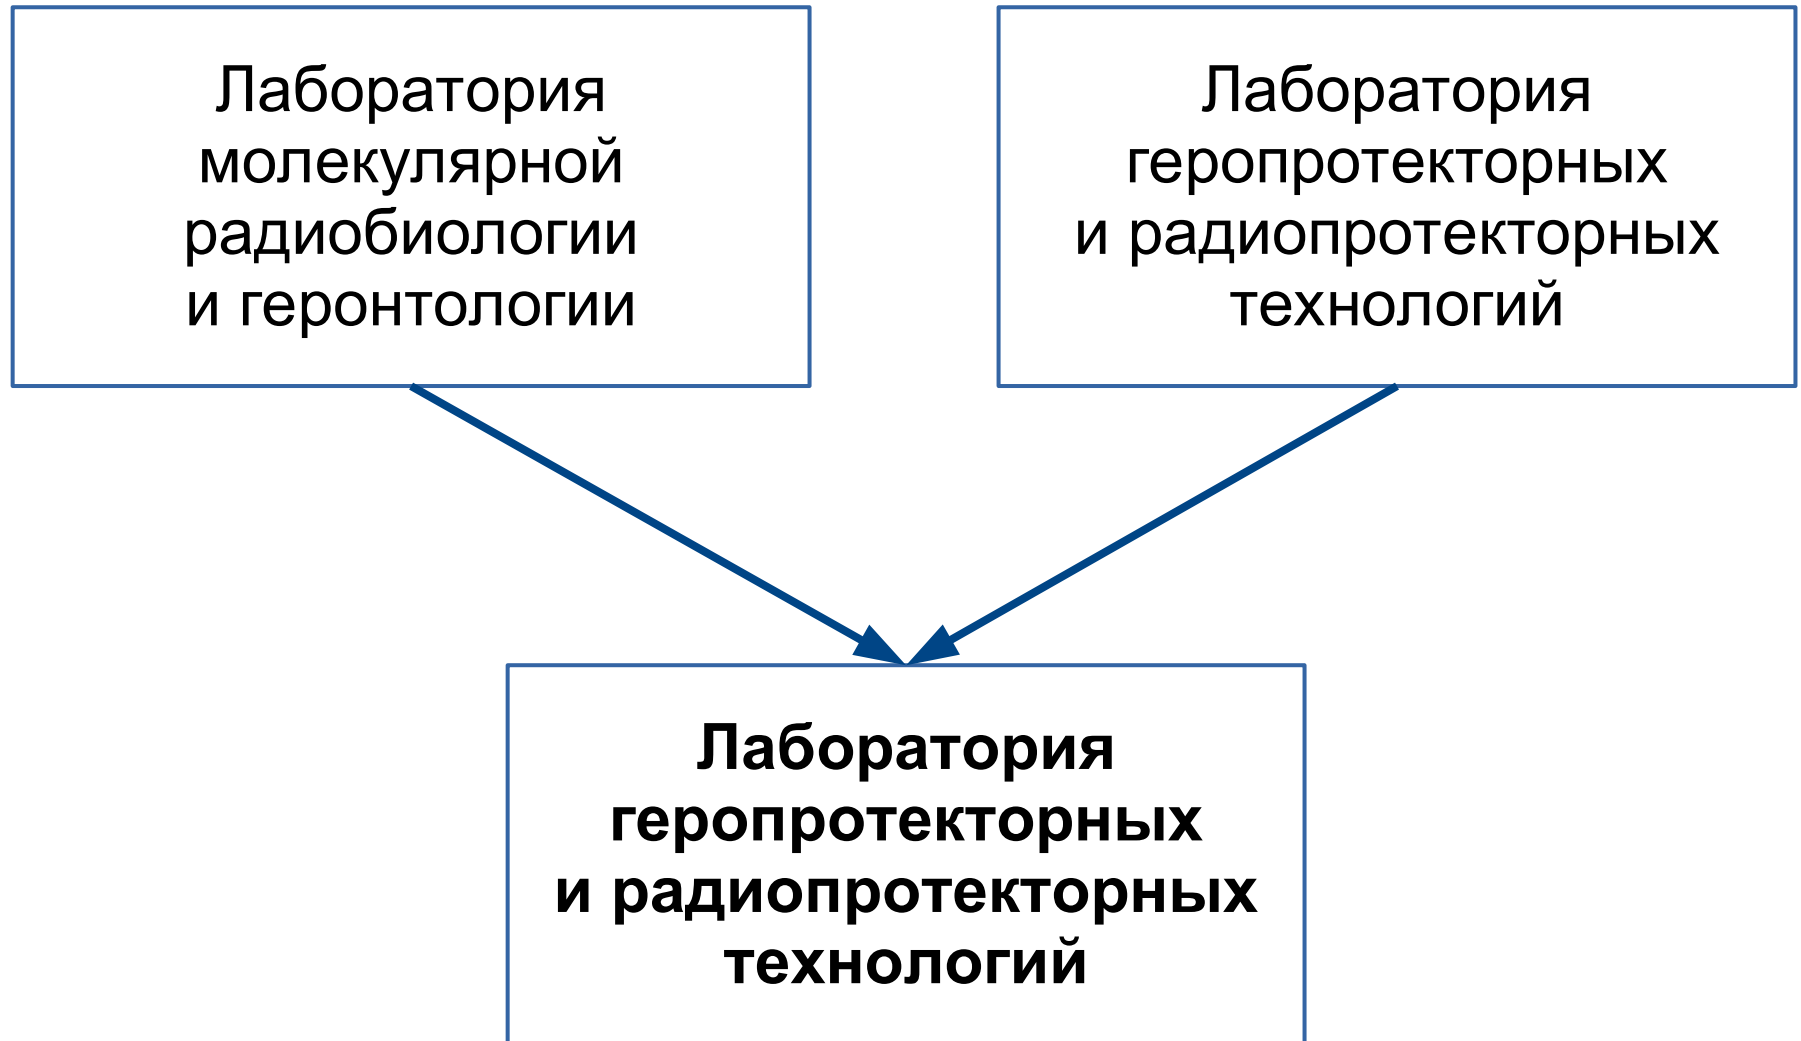 Лаборатория
молекулярной
радиобиологии
и геронтологии
Лаборатория
геропротекторных
и радиопротекторных
технологий
Лаборатория
геропротекторных
и радиопротекторных
технологий